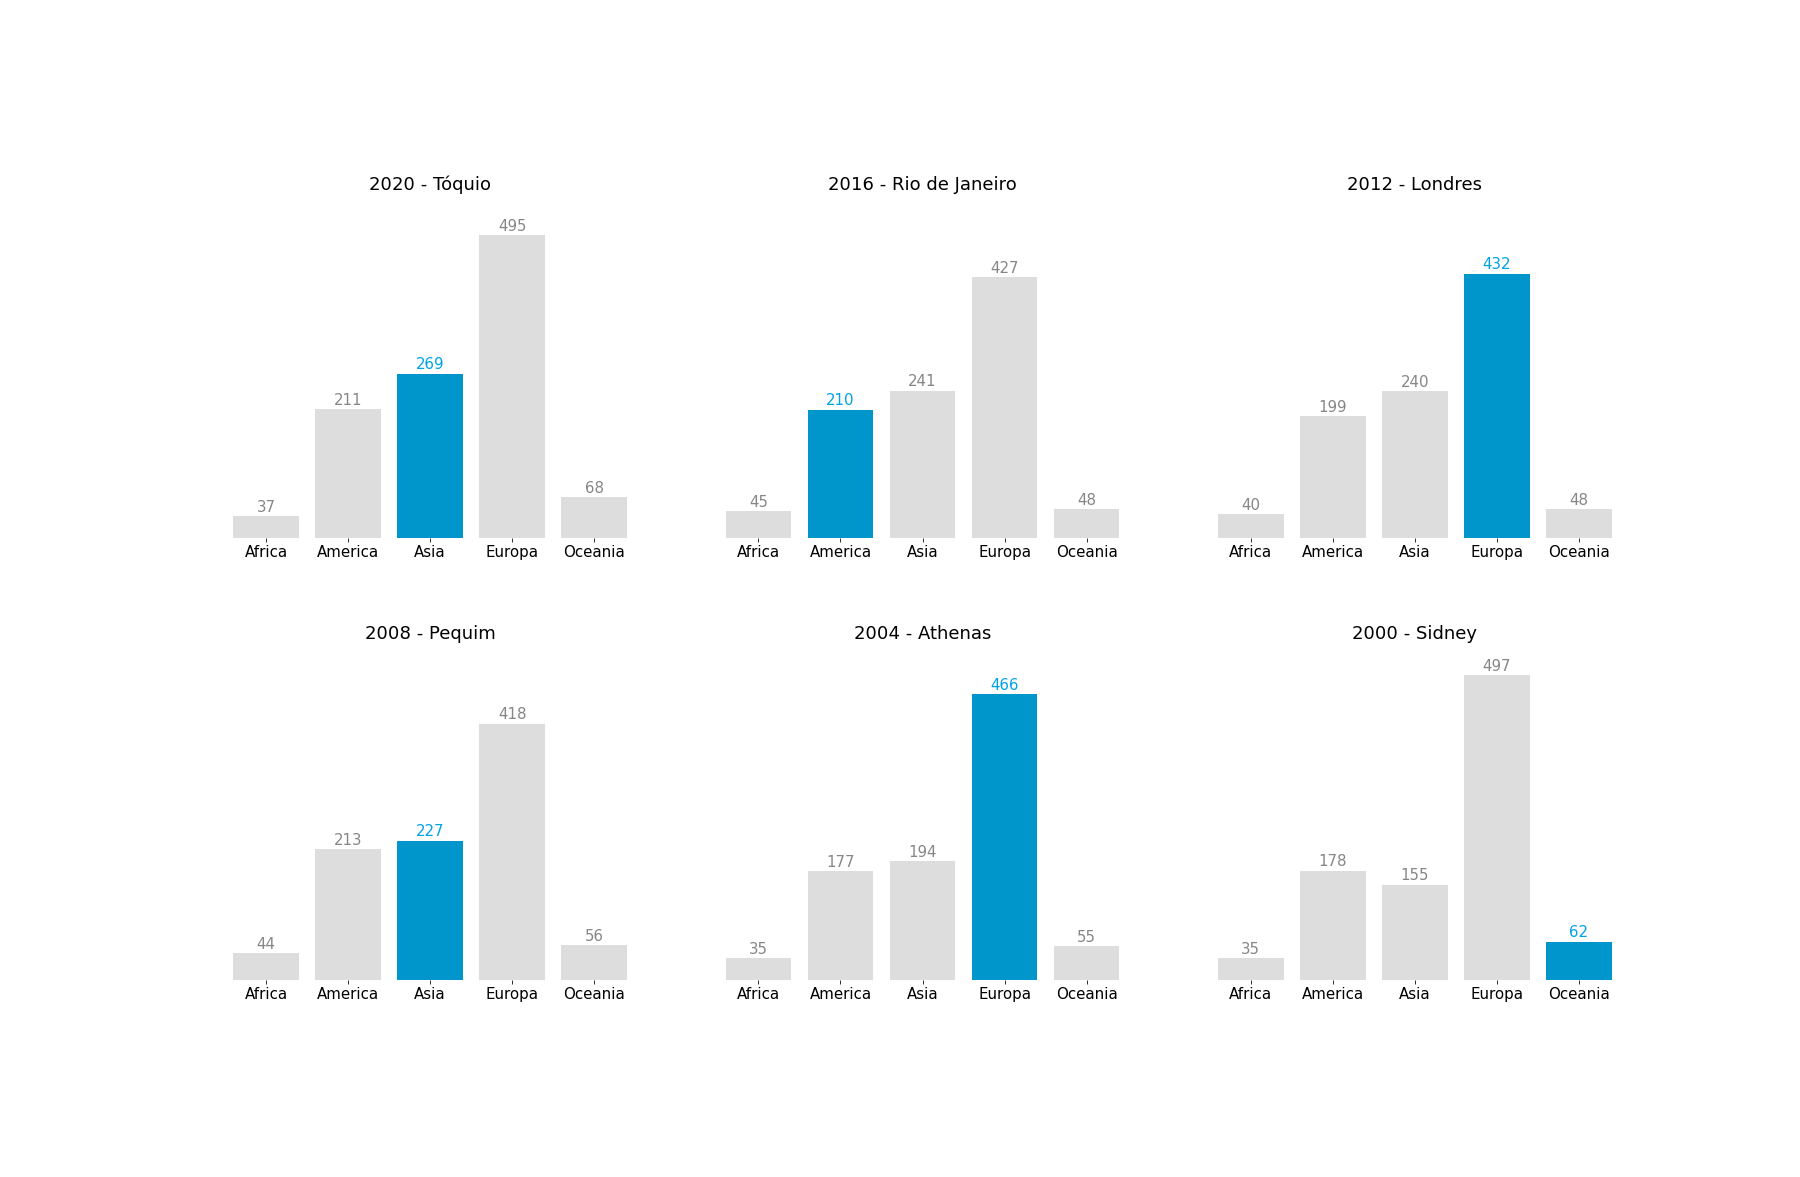 2020 - Tóquio
495
269
211
68
37
Africa America Asia Europa Oceania
2016 - Rio de Janeiro
427
241
210
48
45
Africa America Asia Europa Oceania
2012 - Londres
432
240
199
48
40
Africa America Asia Europa Oceania
2008 - Pequim
418
227
213
56
44
Africa America Asia Europa Oceania
2004 - Athenas
466
194
177
55
35
Africa America Asia Europa Oceania
2000 - Sidney
497
178
155
62
35
Africa America Asia Europa Oceania